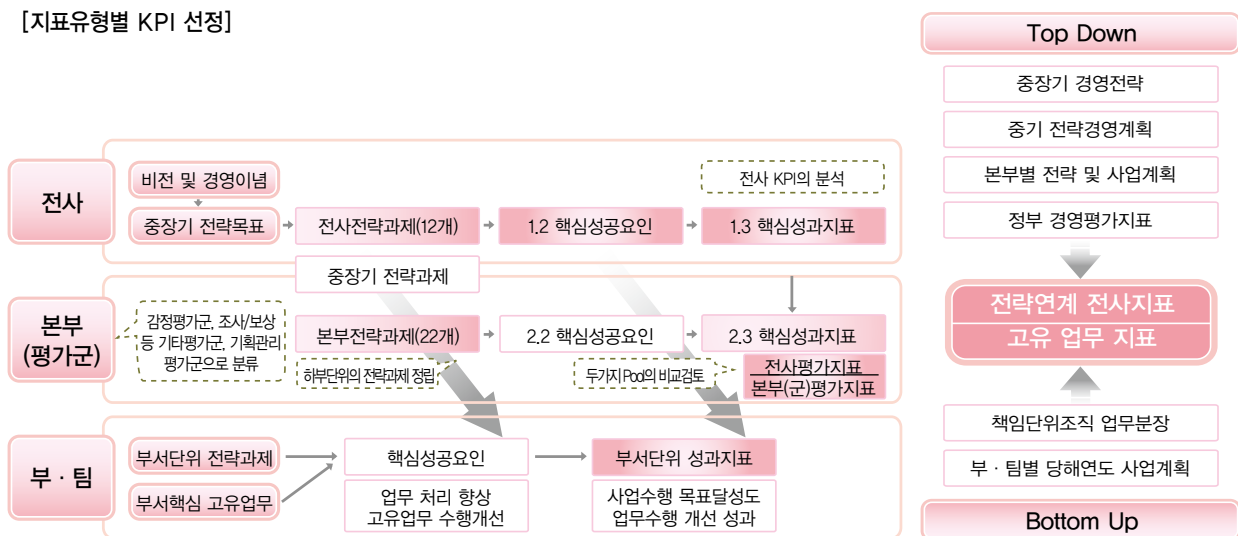 [지표유형별 KPI 선정]
전사
비전 및 경영이념
중장기 전략목표
전사전략과제(12개)
1.2 핵심성공요인
전사 KPI의 분석
1.3 핵심성과지표
중장기 전략과제
본부
(평가군)
감정평가군, 조사/보상
등 기타평가군, 기획관리
평가군으로 분류
본부전략과제(22개)
하부단위의 전략과제 정립
2.2 핵심성공요인
두가지 Pool의 비교검토
2.3 핵심성과지표
전사평가지표
본부(군)평가지표
부 · 팀
부서단위 전략과제
부서핵심 고유업무
핵심성공요인
업무 처리 향상
고유업무 수행개선
부서단위 성과지표
사업수행 목표달성도
업무수행 개선 성과
Top Down
중장기 경영전략
중기 전략경영계획
본부별 전략 및 사업계획
정부 경영평가지표
전략연계 전사지표
고유 업무 지표
책임단위조직 업무분장
부 · 팀별 당해연도 사업계획
Bottom Up